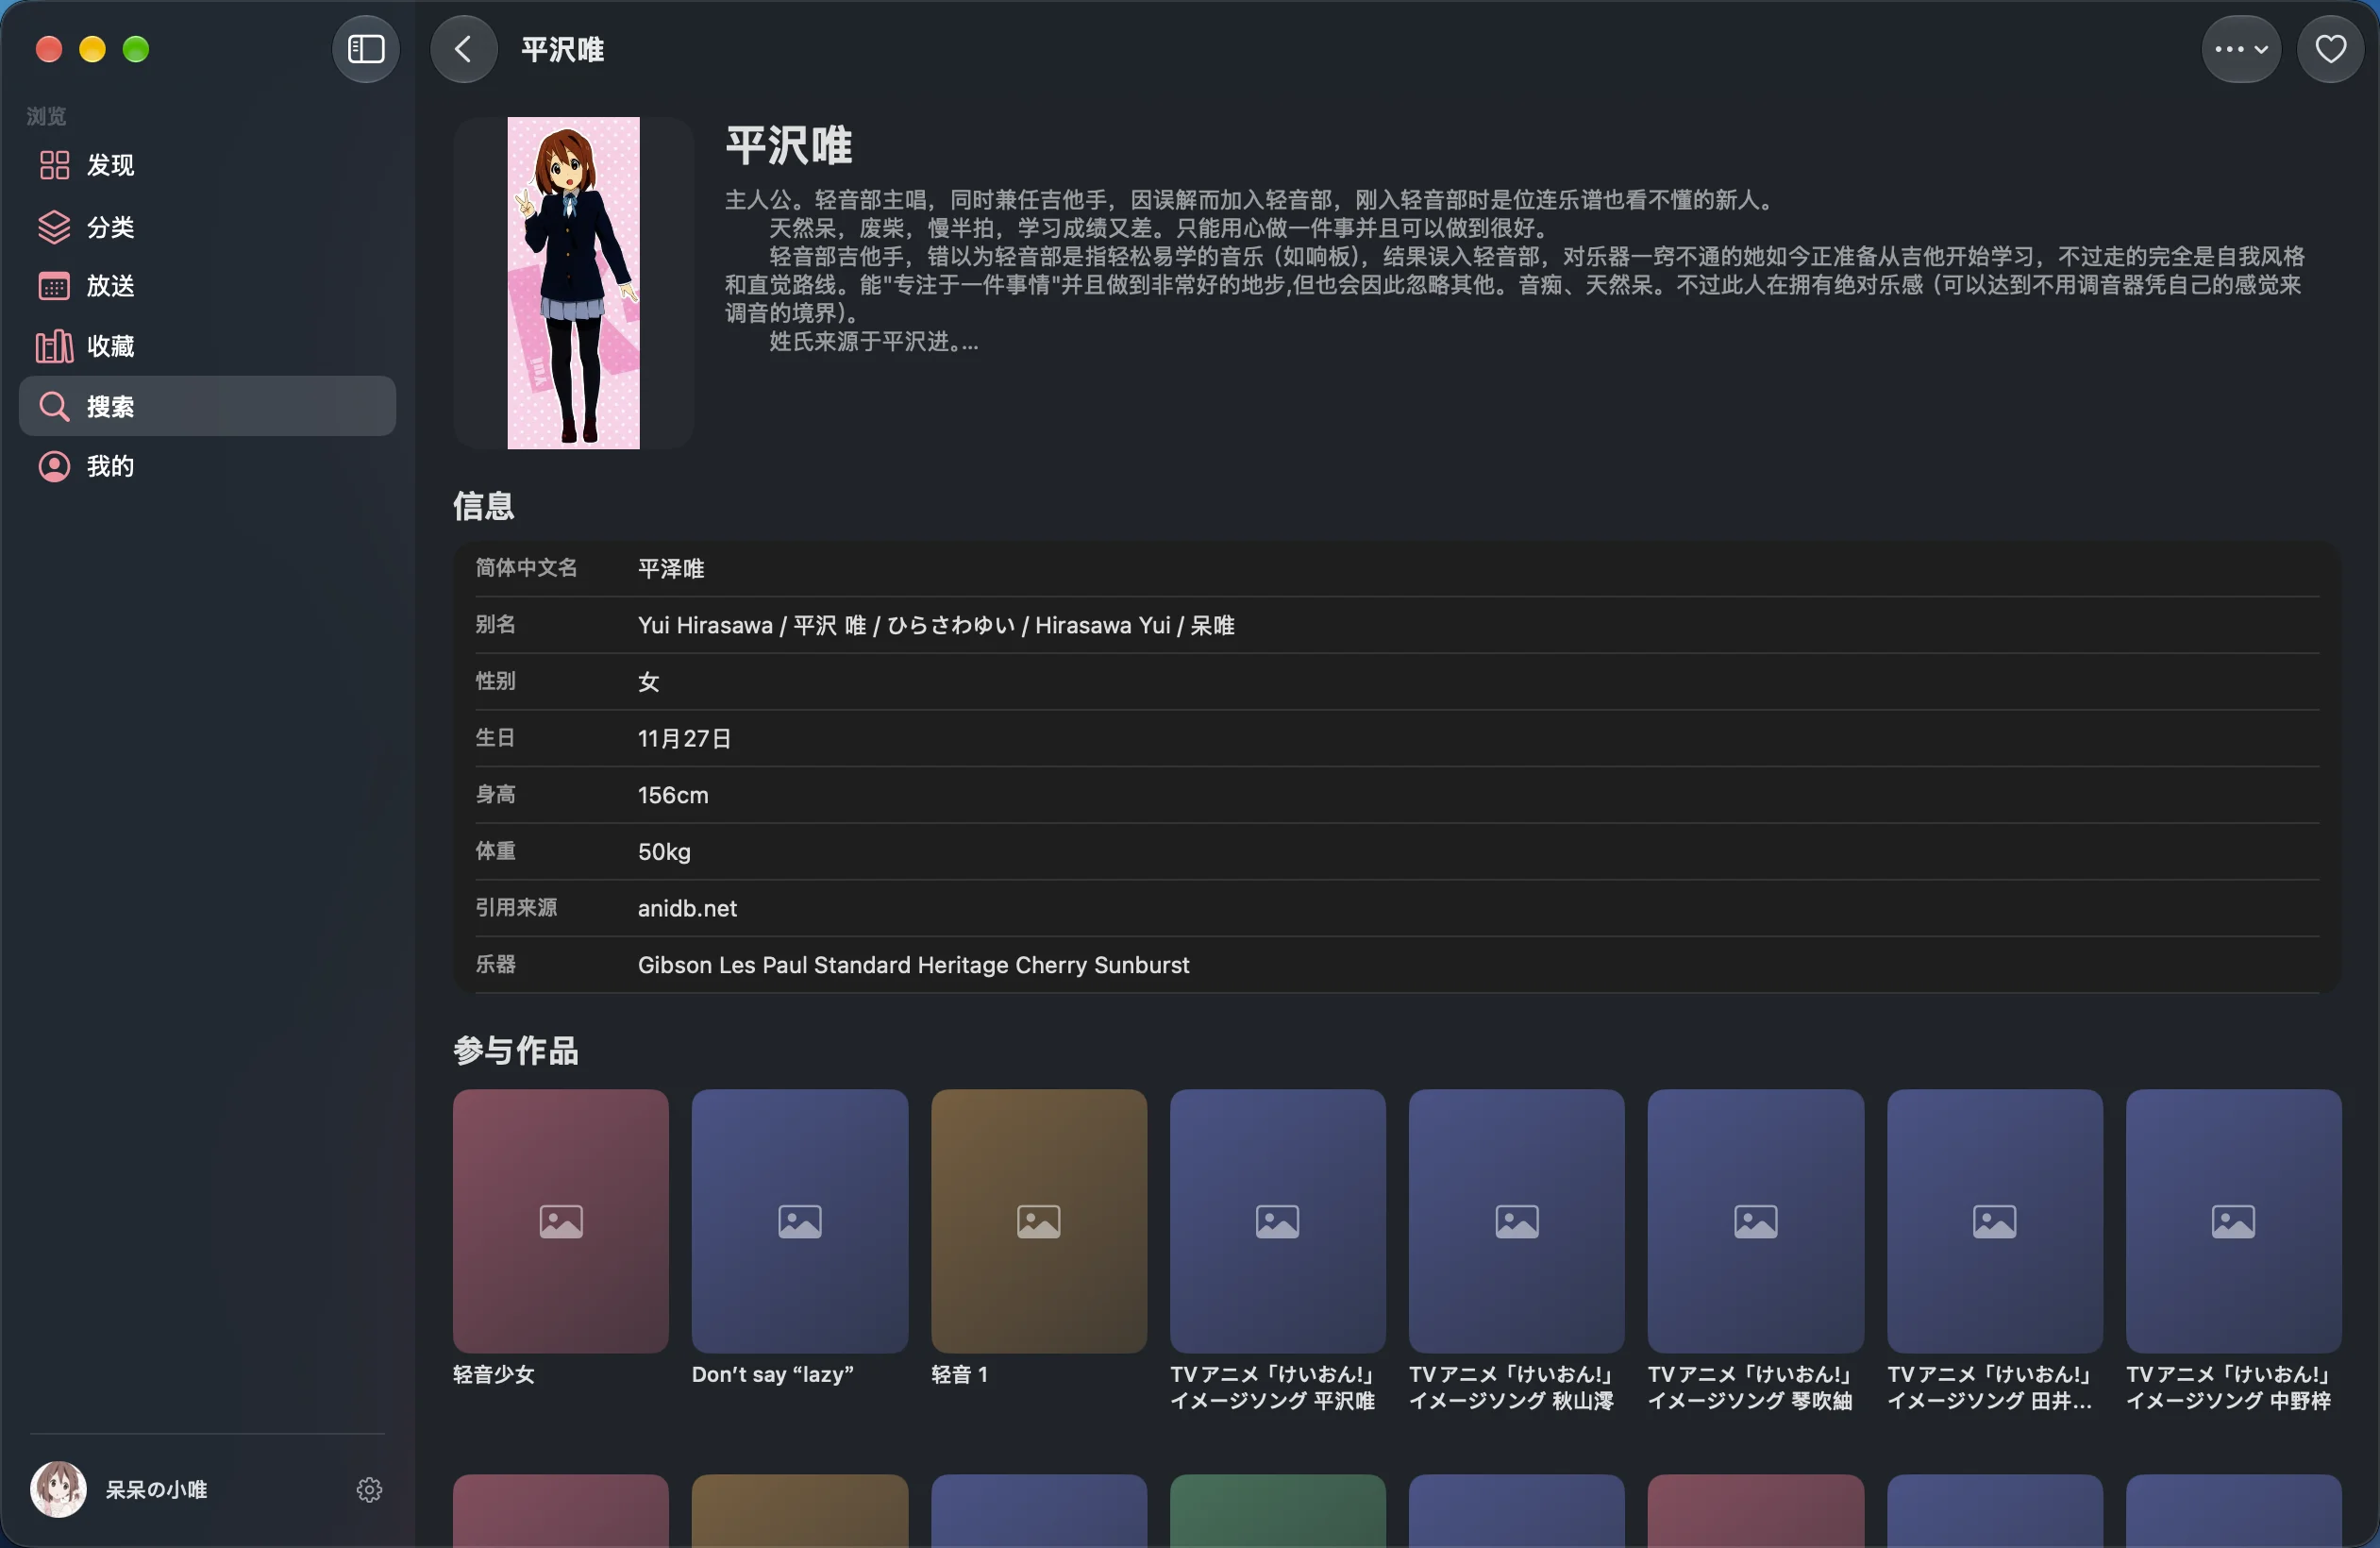 平沢唯
浏览
发现
分类
放送
收藏
搜索
我的
平沢唯
主人公。轻音部主唱，同时兼任吉他手，因误解而加入轻音部，刚入轻音部时是位连乐谱也看不懂的新人。
天然呆，废柴，慢半拍，学习成绩又差。只能用心做一件事并且可以做到很好。
轻音部吉他手，错以为轻音部是指轻松易学的音乐（如响板），结果误入轻音部，对乐器一窍不通的她如今正准备从吉他开始学习，不过走的完全是自我风格
和直觉路线。能"专注于一件事情"并且做到非常好的地步,但也会因此忽略其他。音痴、天然呆。不过此人在拥有绝对乐感（可以达到不用调音器凭自己的感觉来
调音的境界）。
姓氏来源于平沢进。...
Yui
信息
简体中文名 平泽唯
别名 Yui Hirasawa / 平沢 唯 / ひらさわゆい / Hirasawa Yui / 呆唯
性别 女
生日 11月27日
身高 156cm
体重 50kg
引用来源 anidb.net
乐器 Gibson Les Paul Standard Heritage Cherry Sunburst
参与作品
轻音少女
Don’t say “lazy”
轻音 1
TVアニメ「けいおん!」
イメージソング 平沢唯
TVアニメ「けいおん!」
イメージソング 秋山澪
TVアニメ「けいおん!」
イメージソング 琴吹紬
TVアニメ「けいおん!」
イメージソング 田井...
TVアニメ「けいおん!」
イメージソング 中野梓
呆呆の小唯